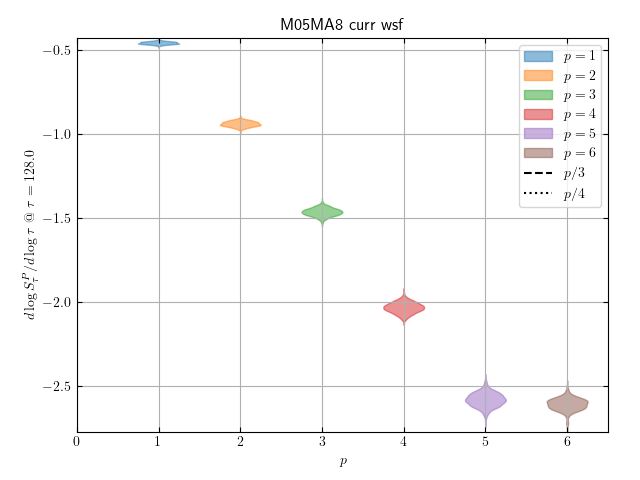 M05MA8 curr wsf
d log S_τ^P / d log τ @ τ = 128.0
−0.5
−1.0
−1.5
−2.0
−2.5
0 1 2 3 4 5 6
p
p = 1
p = 2
p = 3
p = 4
p = 5
p = 6
p/3
p/4